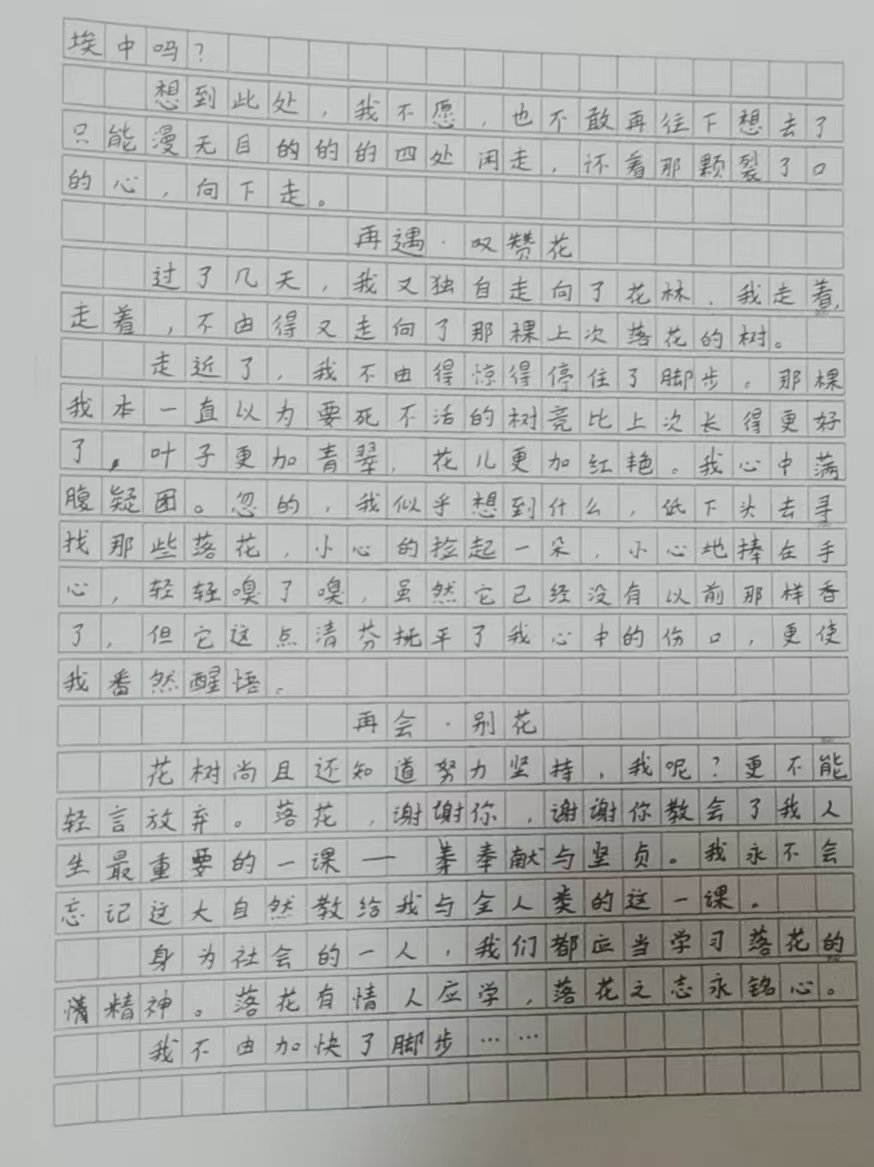 埃中吗？
想到此处，我不愿，也不敢再往下想去了
只能漫无目的的的四处闲走，怀着那颗裂了口
的心，向下走。
再遇·叹赞花
过了几天，我又独自走向了花林、我走着，
走着，不由得又走向了那棵上次落花的树。
走近了，我不由得惊得停住了脚步。那棵
我本一直以为要死不活的树竞比上次长得更好
了，叶子更加青翠，花儿更加红艳。我心中满
腹疑团。忽的，我似乎想到什么，低下头去寻
找那些落花，小心的捡起一朵，小心地捧在手
心，轻轻嗅了嗅，虽然它已经没有以前那样香
了，但它这点清芬抚平了我心中的伤口，更使
我番然醒悟。
再会·别花
花树尚且还知道努力坚持，我呢？更不能
轻言放弃。落花，谢谢你，谢谢你教会了我人
生最重要的一课——奉献与坚贞。我永不会
忘记这大自然教给我与全人类的这一课。
身为社会的一人，我们都应当学习落花的
精神。落花有情人应学，落花之志永铭心。
我不由加快了脚步……